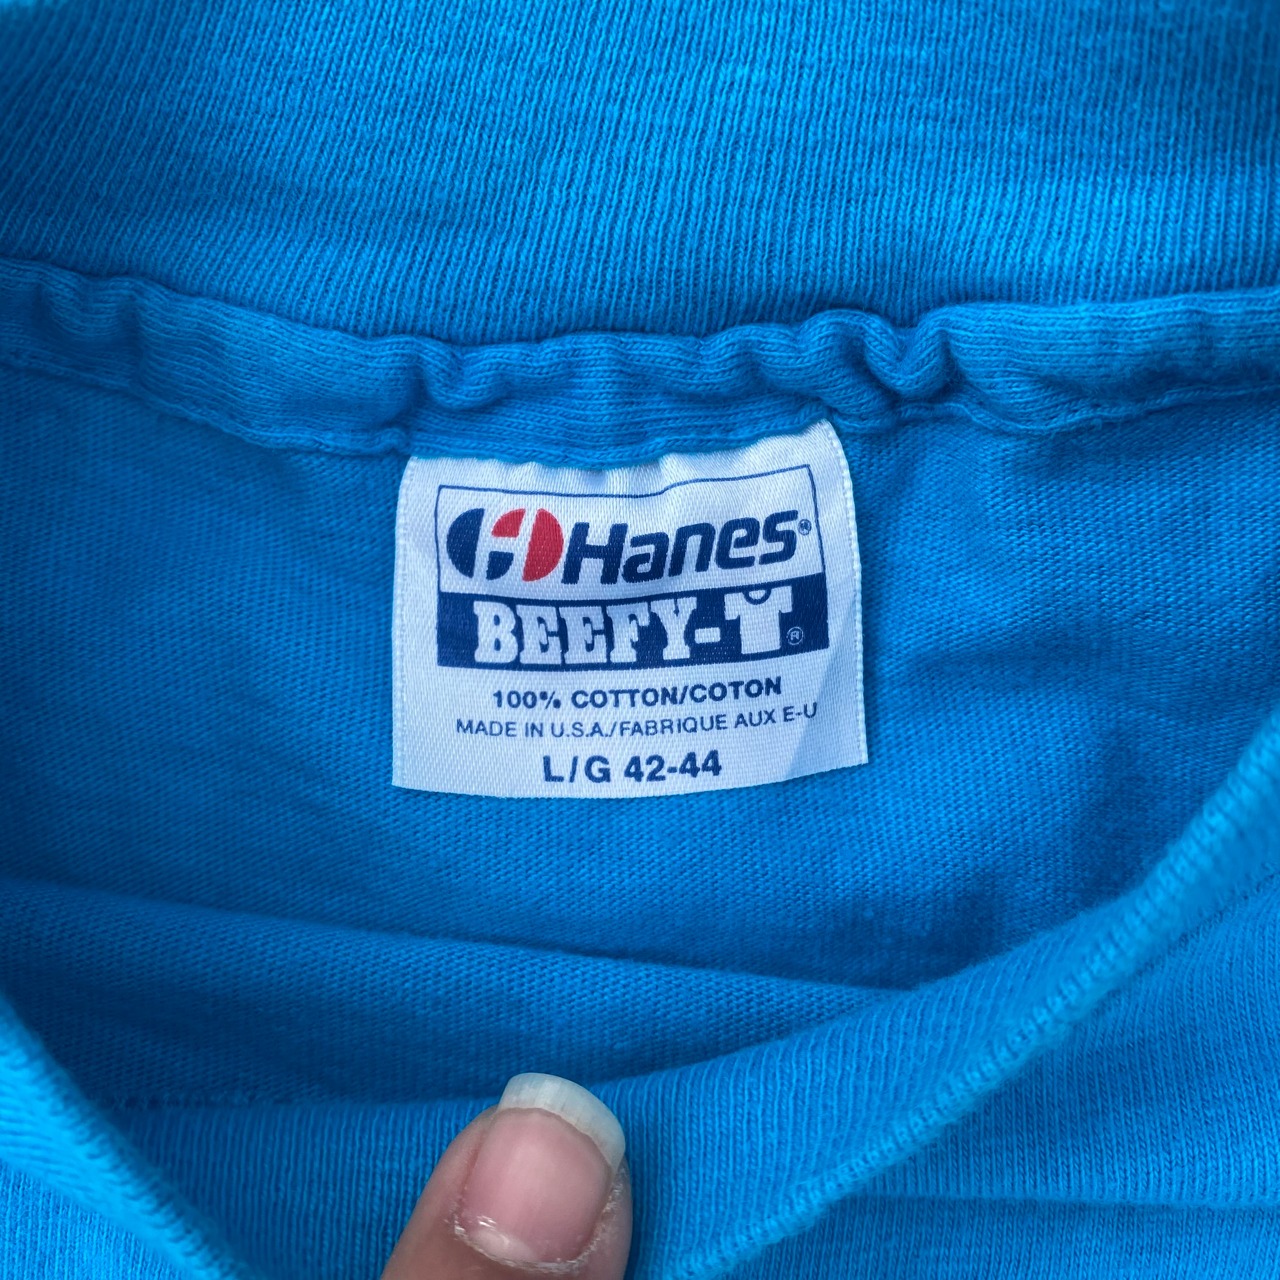 Hanes®
BEEFY-T®
100% COTTON/COTON
MADE IN U.S.A./FABRIQUE AUX E-U
L/G 42-44